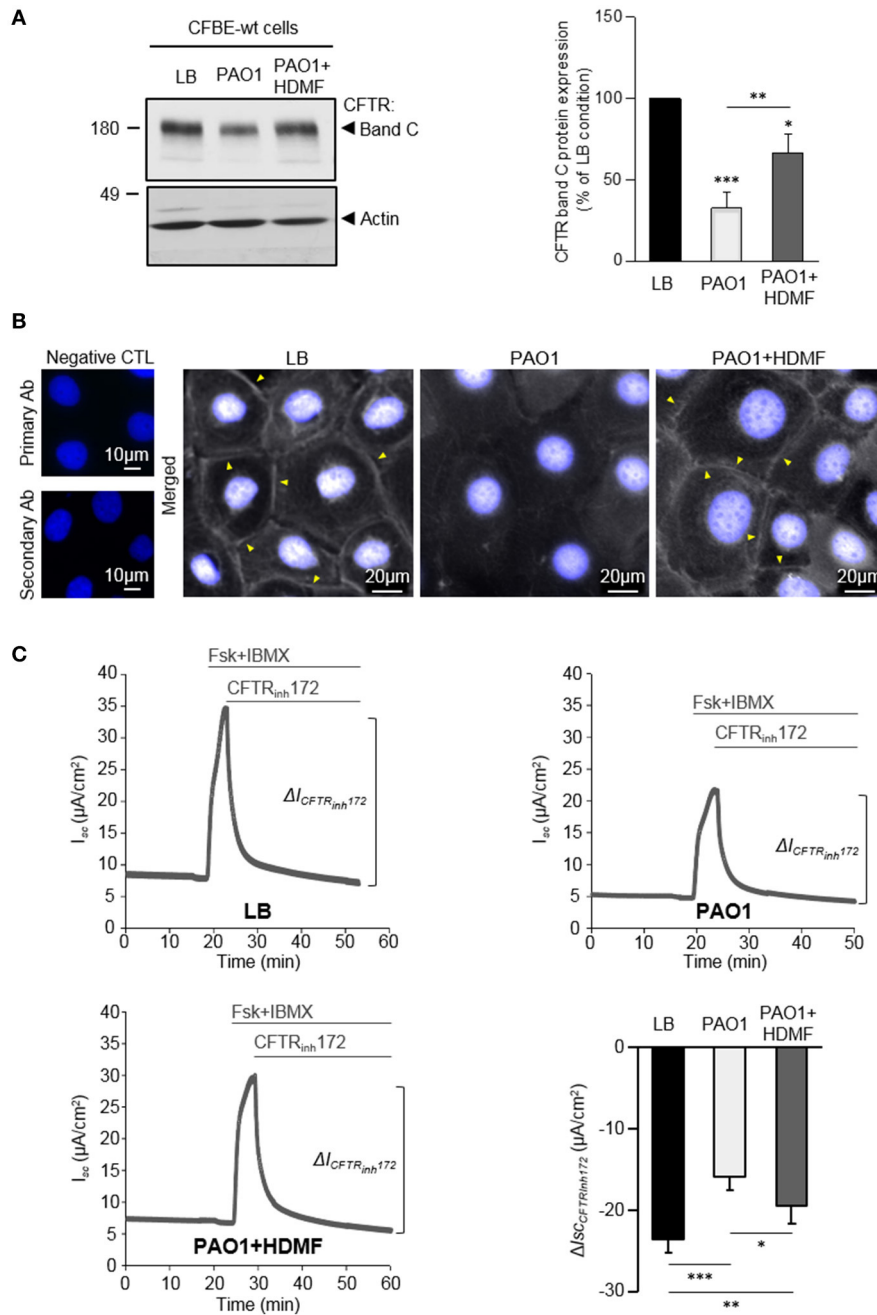 A
CFBE-wt cells
LB PAO1 PAO1+
HDMF
CFTR:
180
Band C
49
Actin
CFTR band C protein expression
(% of LB condition)
150
100
50
0
**
*
***
LB PAO1 PAO1+
HDMF
B
Negative CTL
Primary Ab
10µm
Secondary Ab
10µm
Merged
LB
20µm
PAO1
20µm
PAO1+HDMF
20µm
C
Fsk+IBMX
CFTRinh172
ΔICFTRinh172
Isc (µA/cm²)
40
35
30
25
20
15
10
5
0
LB
0 10 20 30 40 50 60
Time (min)
Fsk+IBMX
CFTRinh172
ΔICFTRinh172
Isc (µA/cm²)
40
35
30
25
20
15
10
5
0
PAO1
0 10 20 30 40 50
Time (min)
Fsk+IBMX
CFTRinh172
ΔICFTRinh172
Isc (µA/cm²)
40
35
30
25
20
15
10
5
0
PAO1+HDMF
0 10 20 30 40 50 60
Time (min)
LB PAO1 PAO1+
HDMF
ΔIscCFTRinh172 (µA/cm²)
0
-10
-20
-30
*
***
**